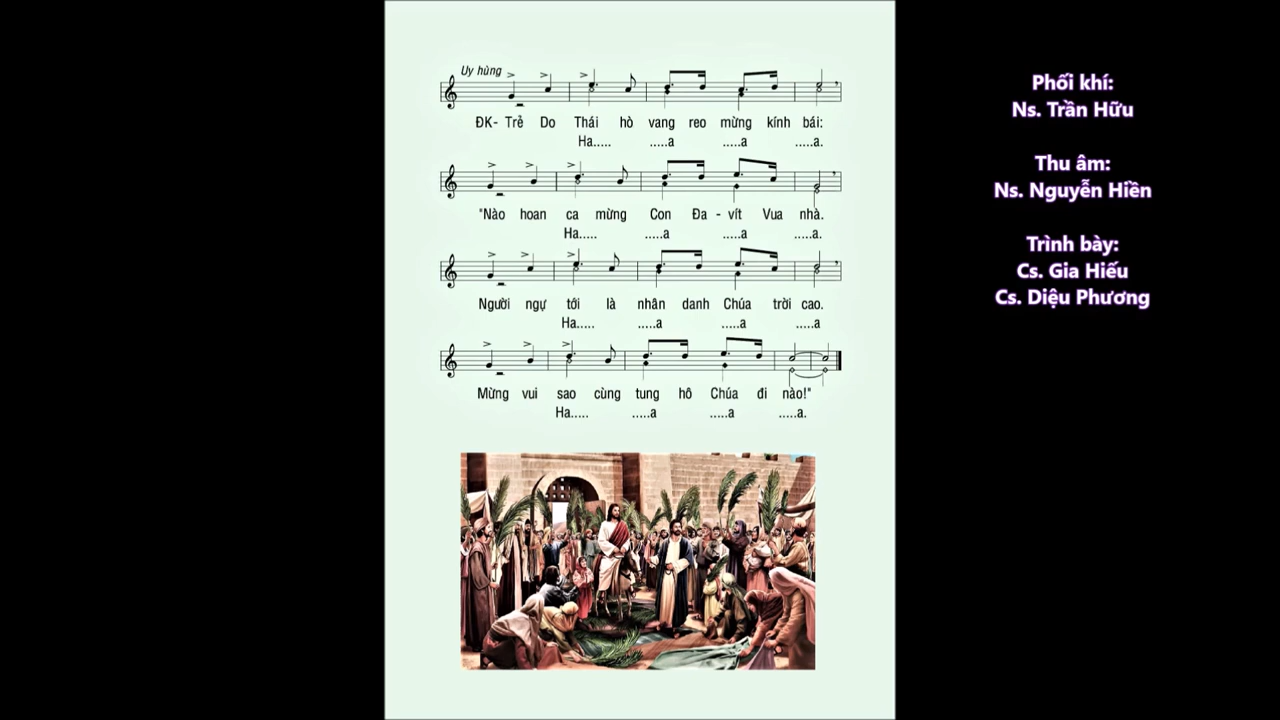 Uy hùng
ĐK- Trẻ Do Thái hò vang reo mừng kính bái:
Ha..... .....a .....a .....a.
"Nào hoan ca mừng Con Đa - vít Vua nhà.
Ha..... .....a .....a .....a.
Người ngự tới là nhân danh Chúa trời cao.
Ha..... .....a .....a .....a
Mừng vui sao cùng tung hô Chúa đi nào!"
Ha..... .....a .....a .....a.
Phối khí:
Ns. Trần Hữu
Thu âm:
Ns. Nguyễn Hiền
Trình bày:
Cs. Gia Hiếu
Cs. Diệu Phương